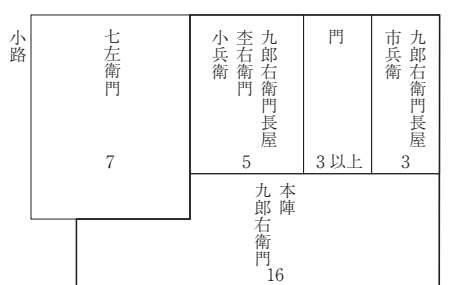 九郎右衛門長屋
市兵衛
3
門
3以上
九郎右衛門長屋
杢右衛門
小兵衛
5
七左衛門
7
小路
本陣
九郎右衛門
16